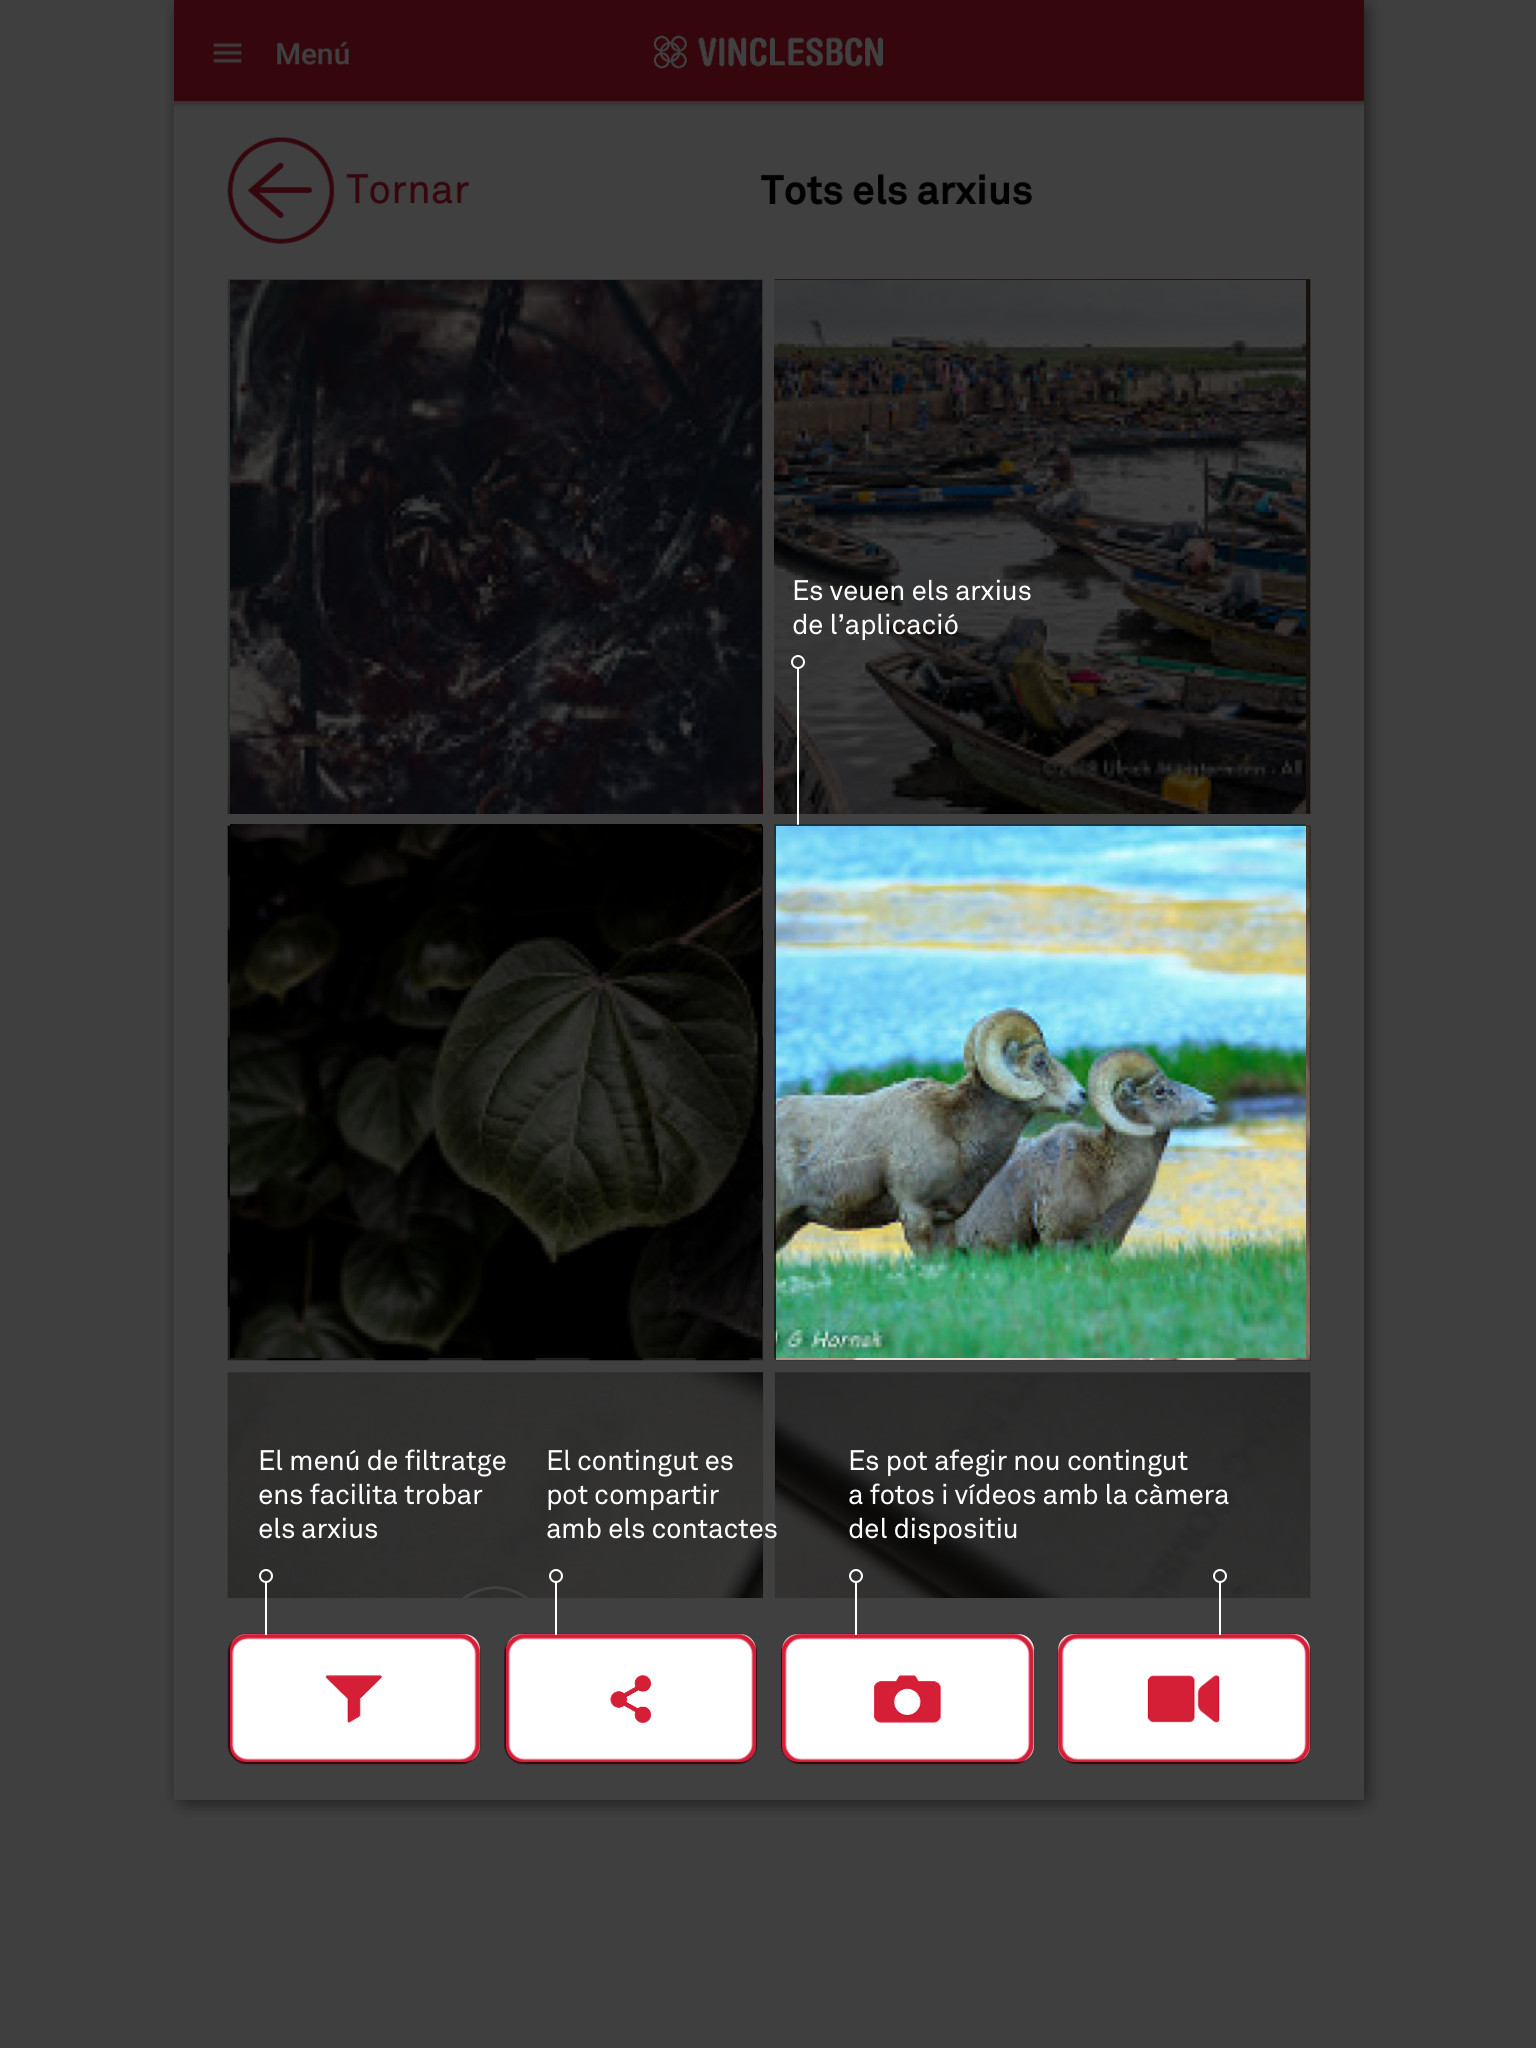 Menú
VINCLESBCN
Tornar
Tots els arxius
Es veuen els arxius
de l’aplicació
G Hornek
El menú de filtratge
ens facilita trobar
els arxius
El contingut es
pot compartir
amb els contactes
Es pot afegir nou contingut
a fotos i vídeos amb la càmera
del dispositiu